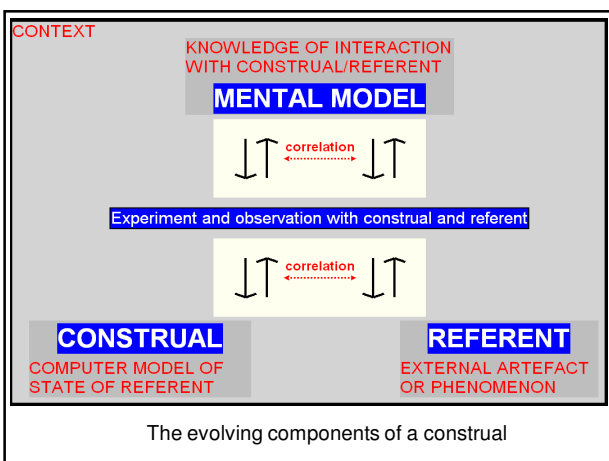 CONTEXT
KNOWLEDGE OF INTERACTION
WITH CONSTRUAL/REFERENT
MENTAL MODEL
correlation
Experiment and observation with construal and referent
correlation
CONSTRUAL
COMPUTER MODEL OF
STATE OF REFERENT
REFERENT
EXTERNAL ARTEFACT
OR PHENOMENON
The evolving components of a construal